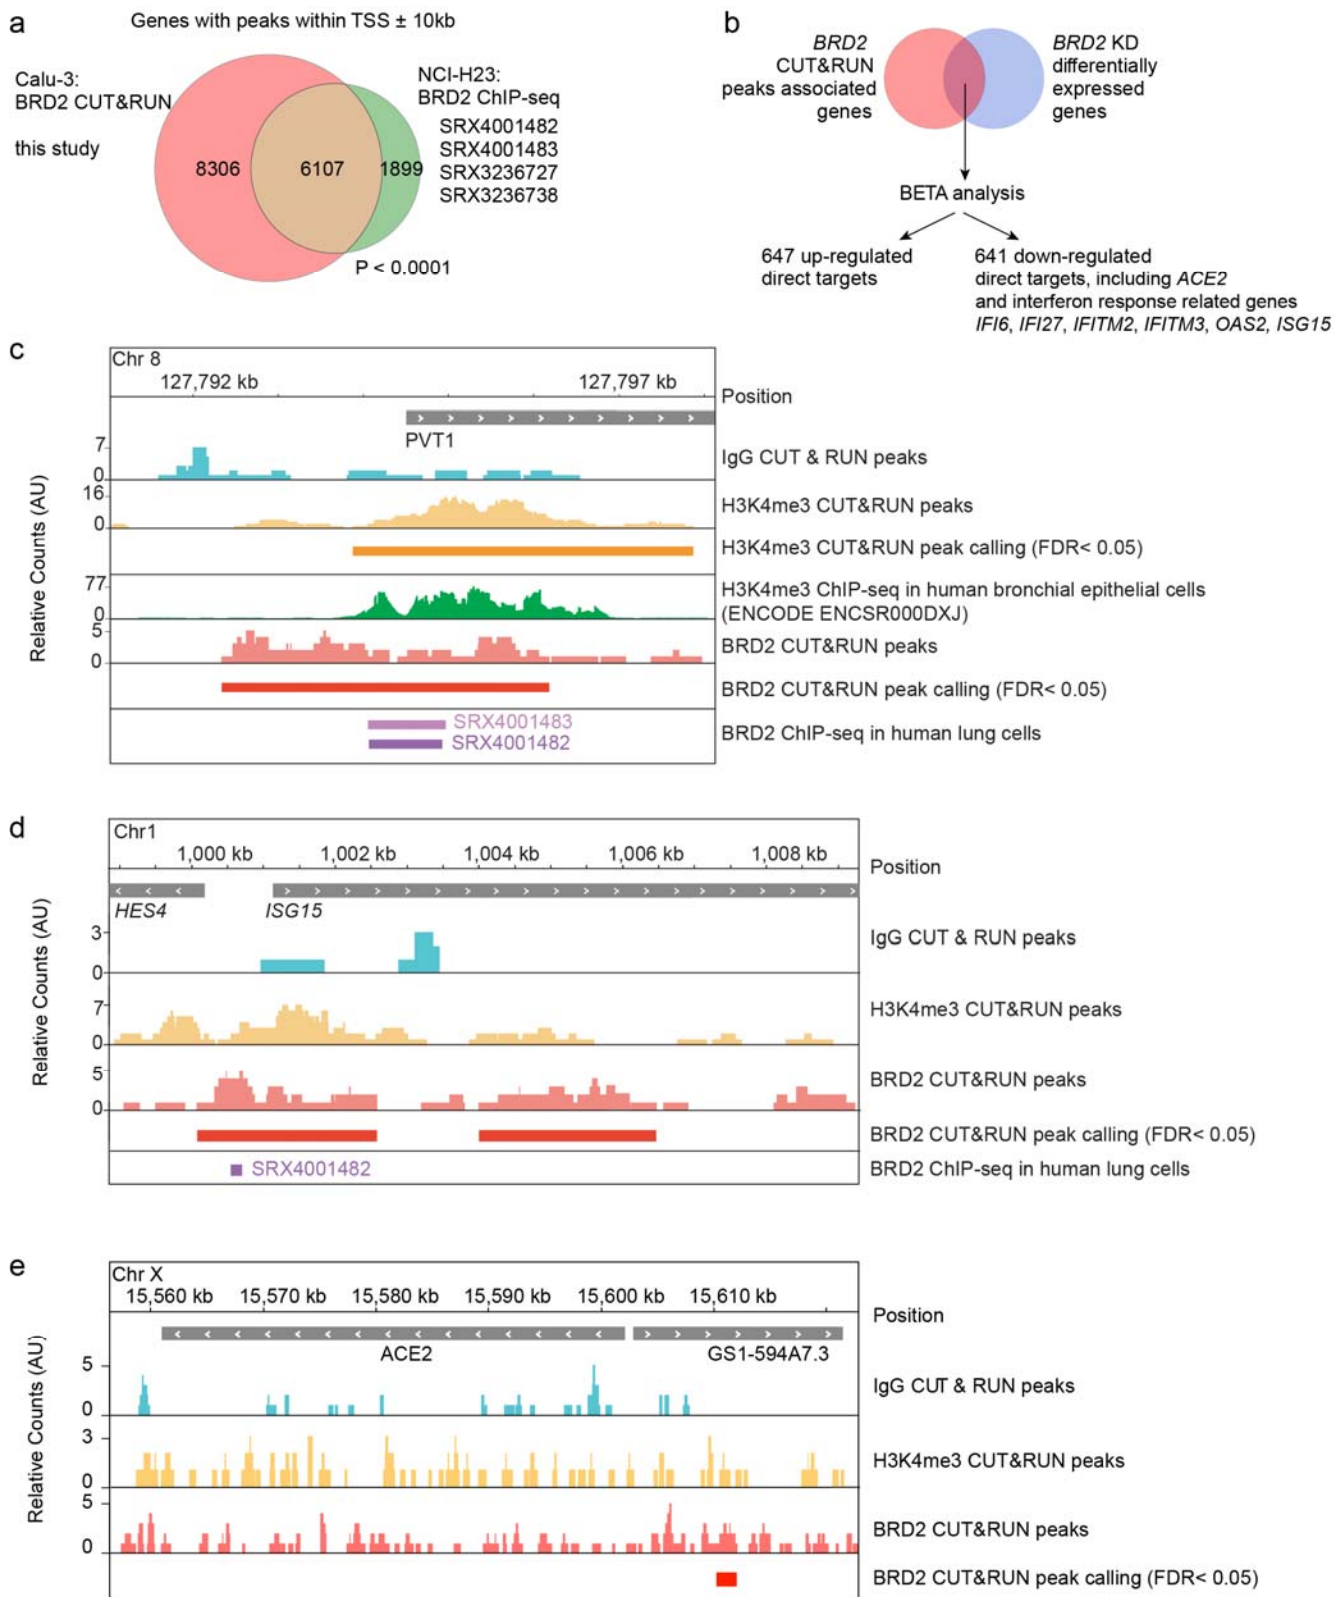 a
Genes with peaks within TSS ± 10kb
Calu-3:
BRD2 CUT&RUN
this study
NCI-H23:
BRD2 ChIP-seq
SRX4001482
SRX4001483
SRX3236727
SRX3236738
8306
6107
1899
P < 0.0001
b
BRD2
CUT&RUN
peaks associated
genes
BRD2 KD
differentially
expressed
genes
BETA analysis
647 up-regulated
direct targets
641 down-regulated
direct targets, including ACE2
and interferon response related genes
IFI6, IFI27, IFITM2, IFITM3, OAS2, ISG15
c
Relative Counts (AU)
Chr 8
127,792 kb
127,797 kb
Position
PVT1
7
0
IgG CUT & RUN peaks
16
0
H3K4me3 CUT&RUN peaks
H3K4me3 CUT&RUN peak calling (FDR< 0.05)
77
0
H3K4me3 ChIP-seq in human bronchial epithelial cells
(ENCODE ENCSR000DXJ)
5
0
BRD2 CUT&RUN peaks
BRD2 CUT&RUN peak calling (FDR< 0.05)
SRX4001483
SRX4001482
BRD2 ChIP-seq in human lung cells
d
Relative Counts (AU)
Chr1
1,000 kb
1,002 kb
1,004 kb
1,006 kb
1,008 kb
Position
HES4
ISG15
3
0
IgG CUT & RUN peaks
7
0
H3K4me3 CUT&RUN peaks
5
0
BRD2 CUT&RUN peaks
BRD2 CUT&RUN peak calling (FDR< 0.05)
SRX4001482
BRD2 ChIP-seq in human lung cells
e
Relative Counts (AU)
Chr X
15,560 kb
15,570 kb
15,580 kb
15,590 kb
15,600 kb
15,610 kb
Position
ACE2
GS1-594A7.3
5
0
IgG CUT & RUN peaks
3
0
H3K4me3 CUT&RUN peaks
5
0
BRD2 CUT&RUN peaks
BRD2 CUT&RUN peak calling (FDR< 0.05)